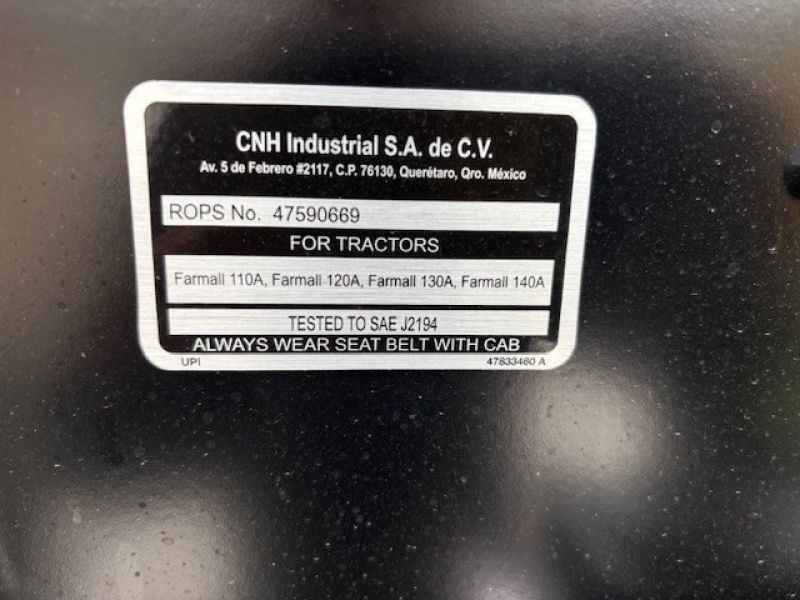 CNH Industrial S.A. de C.V.
Av. 5 de Febrero #2117, C.P. 76130, Querétaro, Qro. México
ROPS No. 47590669
FOR TRACTORS
Farmall 110A, Farmall 120A, Farmall 130A, Farmall 140A
TESTED TO SAE J2194
ALWAYS WEAR SEAT BELT WITH CAB
UPI 47833460 A